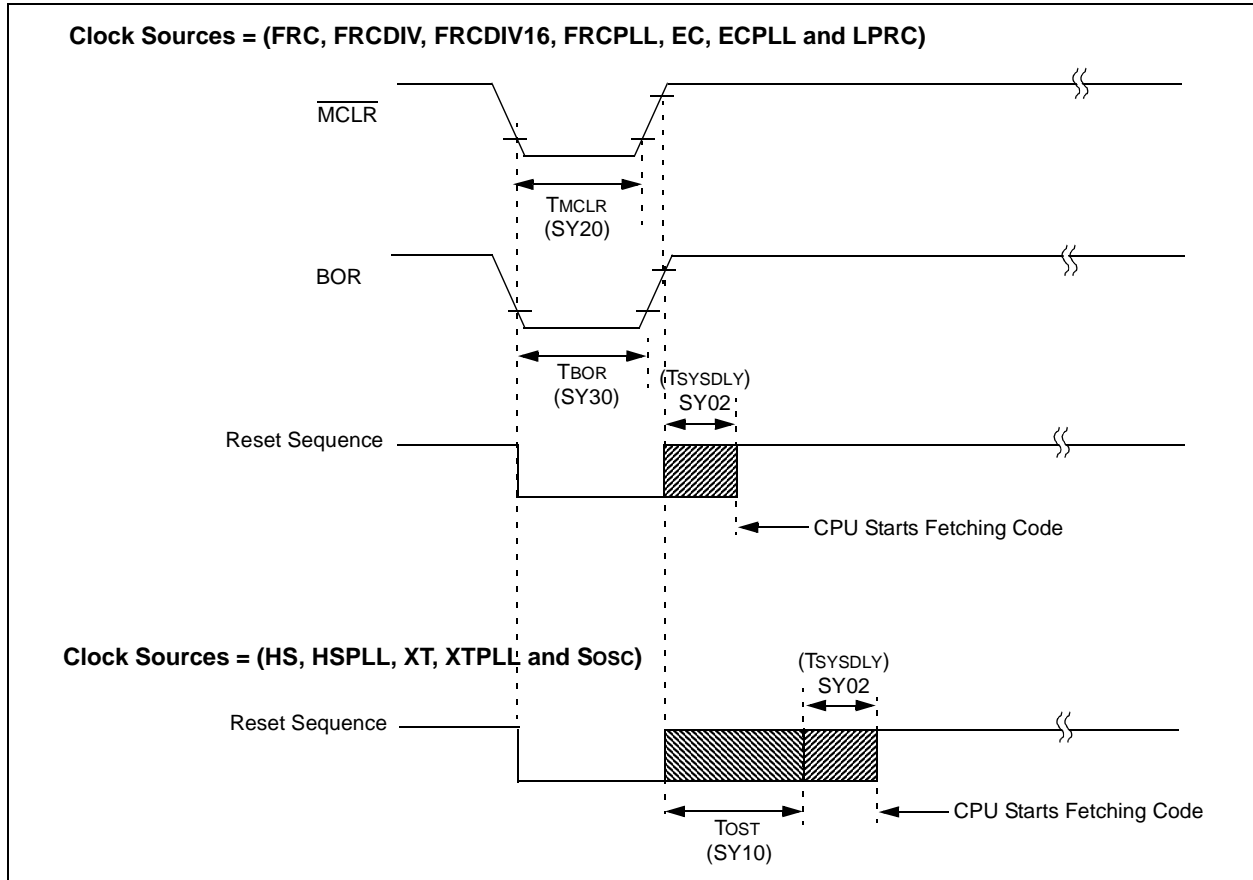 Clock Sources = (FRC, FRCDIV, FRCDIV16, FRCPLL, EC, ECPLL and LPRC)
MCLR
TMCLR
(SY20)
BOR
TBOR
(SY30)
(TSYSDLY)
SY02
Reset Sequence
CPU Starts Fetching Code
Clock Sources = (HS, HSPLL, XT, XTPLL and SOSC)
(TSYSDLY)
SY02
Reset Sequence
CPU Starts Fetching Code
TOST
(SY10)